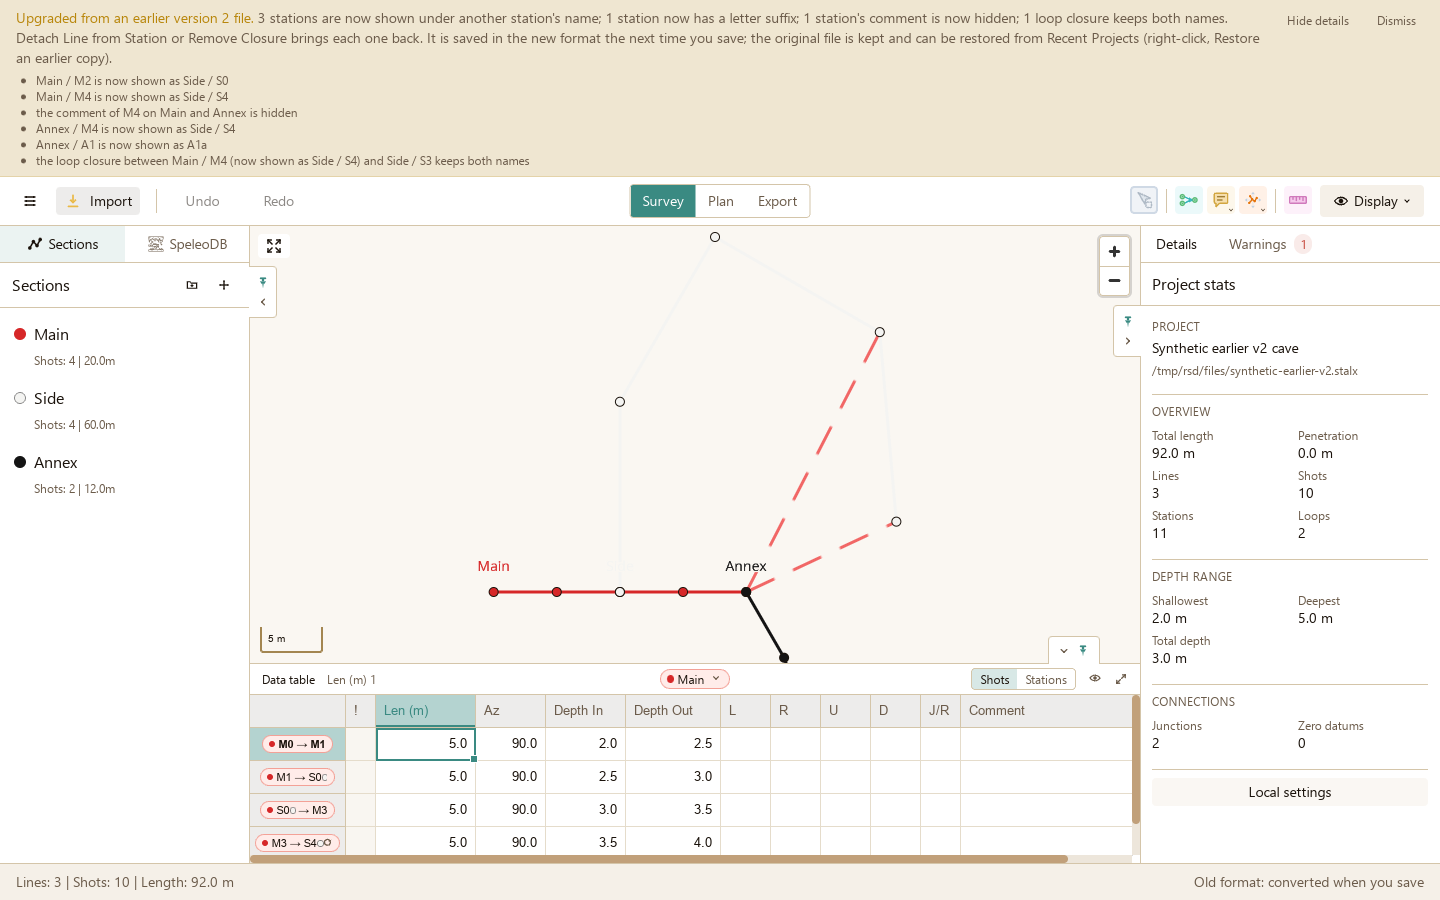 Upgraded from an earlier version 2 file. 3 stations are now shown under another station's name; 1 station now has a letter suffix; 1 station's comment is now hidden; 1 loop closure keeps both names.
Detach Line from Station or Remove Closure brings each one back. It is saved in the new format the next time you save; the original file is kept and can be restored from Recent Projects (right-click, Restore
an earlier copy).
Hide details
Dismiss
Main / M2 is now shown as Side / S0
Main / M4 is now shown as Side / S4
the comment of M4 on Main and Annex is hidden
Annex / M4 is now shown as Side / S4
Annex / A1 is now shown as A1a
the loop closure between Main / M4 (now shown as Side / S4) and Side / S3 keeps both names
Import
Undo
Redo
Survey
Plan
Export
Display
Sections
SpeleoDB
Sections
Main
Shots: 4 | 20.0m
Side
Shots: 4 | 60.0m
Annex
Shots: 2 | 12.0m
Main
Annex
5 m
Details
Warnings 1
Project stats
PROJECT
Synthetic earlier v2 cave
/tmp/rsd/files/synthetic-earlier-v2.stalx
OVERVIEW
Total length Penetration
92.0 m 0.0 m
Lines Shots
3 10
Stations Loops
11 2
DEPTH RANGE
Shallowest Deepest
2.0 m 5.0 m
Total depth
3.0 m
CONNECTIONS
Junctions Zero datums
2 0
Local settings
Data table Len (m) 1
Main
Shots Stations
! Len (m) Az Depth In Depth Out L R U D J/R Comment
M0 → M1 5.0 90.0 2.0 2.5
M1 → S0 5.0 90.0 2.5 3.0
S0 → M3 5.0 90.0 3.0 3.5
M3 → S4 5.0 90.0 3.5 4.0
Lines: 3 | Shots: 10 | Length: 92.0 m
Old format: converted when you save